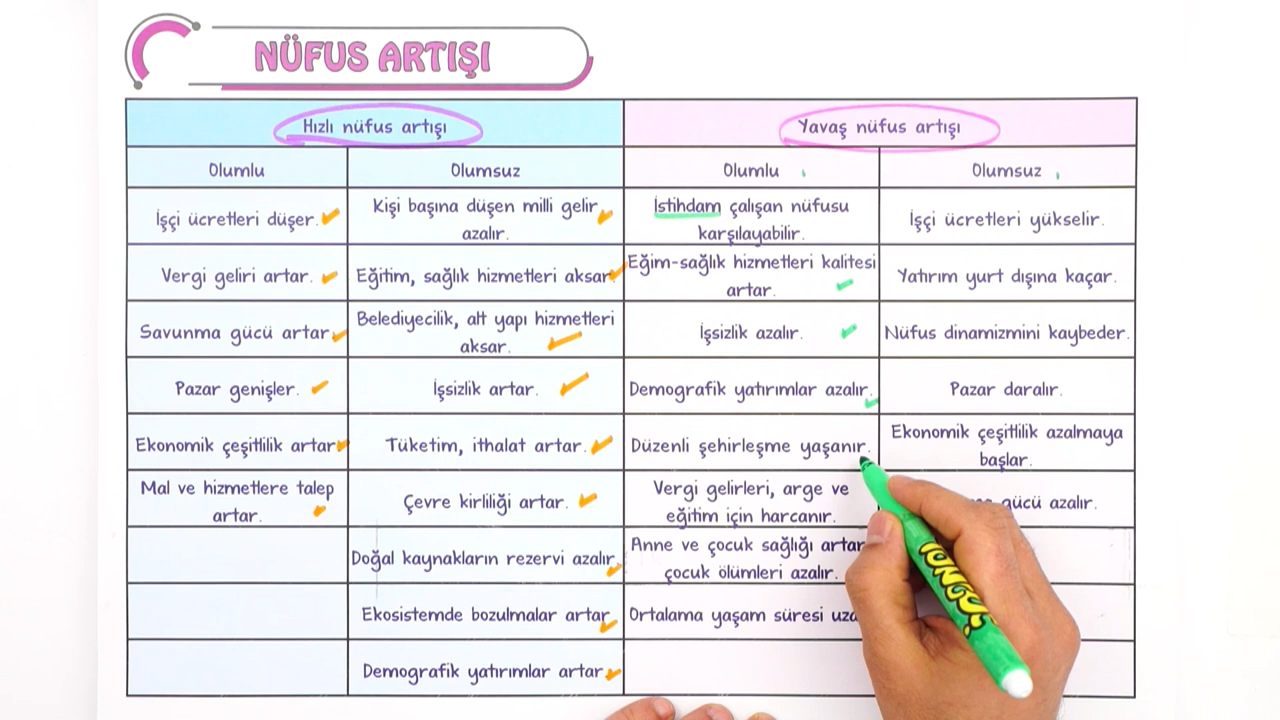 NÜFUS ARTIŞI
Hızlı nüfus artışı
Yavaş nüfus artışı
Olumlu
Olumsuz
Olumlu
Olumsuz
İşçi ücretleri düşer.
Kişi başına düşen milli gelir
azalır.
İstihdam çalışan nüfusu
karşılayabilir.
İşçi ücretleri yükselir.
Vergi geliri artar.
Eğitim, sağlık hizmetleri aksar.
Eğim-sağlık hizmetleri kalitesi
artar.
Yatırım yurt dışına kaçar.
Savunma gücü artar.
Belediyecilik, alt yapı hizmetleri
aksar.
İşsizlik azalır.
Nüfus dinamizmini kaybeder.
Pazar genişler.
İşsizlik artar.
Demografik yatırımlar azalır.
Pazar daralır.
Ekonomik çeşitlilik artar.
Tüketim, ithalat artar.
Düzenli şehirleşme yaşanır.
Ekonomik çeşitlilik azalmaya
başlar.
Mal ve hizmetlere talep
artar.
Çevre kirliliği artar.
Vergi gelirleri, arge ve
eğitim için harcanır.
gücü azalır.
Doğal kaynakların rezervi azalır.
Anne ve çocuk sağlığı artar
çocuk ölümleri azalır.
Ekosistemde bozulmalar artar.
Ortalama yaşam süresi
Demografik yatırımlar artar.